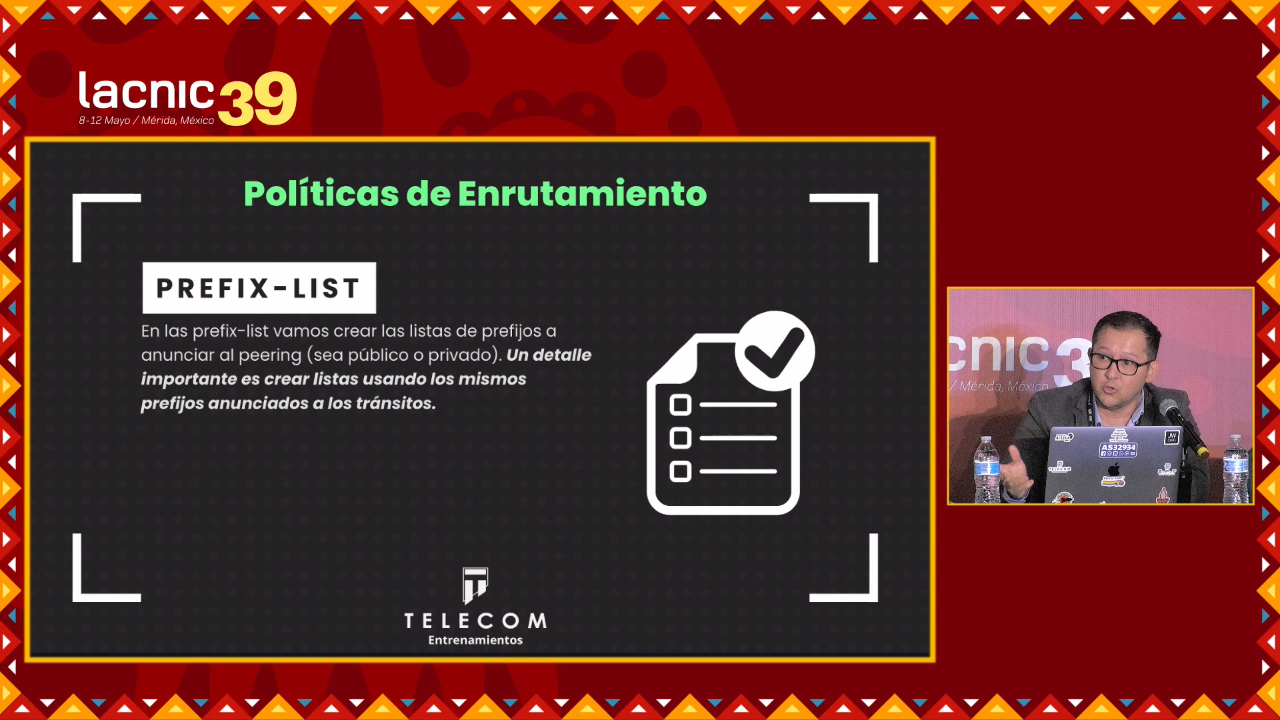 lacnic39
8-12 Mayo / Mérida, México
Políticas de Enrutamiento
PREFIX-LIST
En las prefix-list vamos crear las listas de prefijos a
anunciar al peering (sea público o privado). Un detalle
importante es crear listas usando los mismos
prefijos anunciados a los tránsitos.
TELECOM
Entrenamientos
cnic 3
/ Mérida, México
AS32934